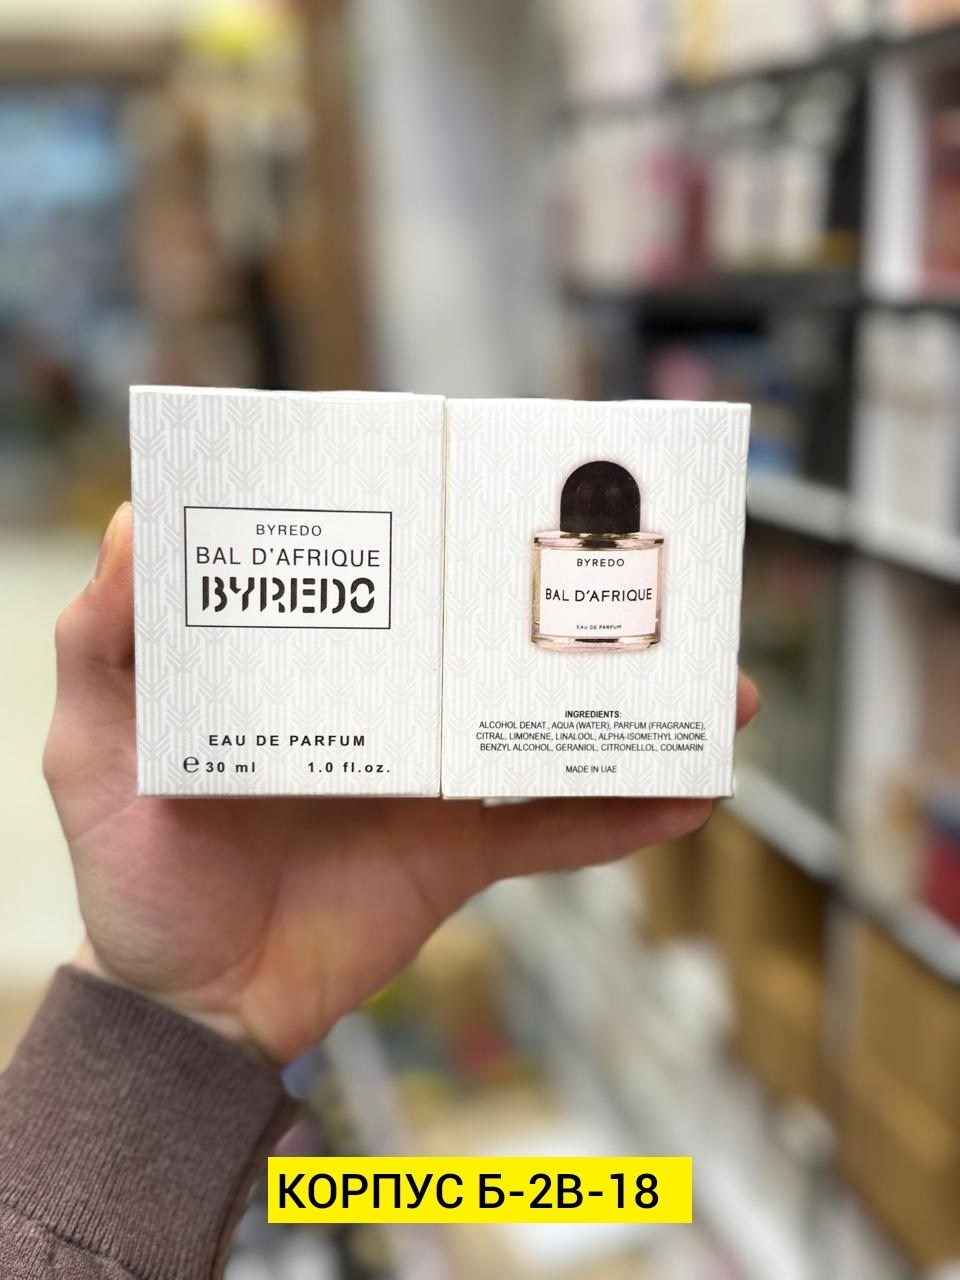 BYREDO
BAL D'AFRIQUE
BYREDO
EAU DE PARFUM
e 30 ml 1.0 fl.oz.
BYREDO
BAL D'AFRIQUE
EAU DE PARFUM
INGREDIENTS:
ALCOHOL DENAT., AQUA (WATER), PARFUM (FRAGRANCE),
CITRAL, LIMONENE, LINALOOL, ALPHA-ISOMETHYL IONONE,
BENZYL ALCOHOL, GERANIOL, CITRONELLOL, COUMARIN
MADE IN UAE
КОРПУС Б-2В-18